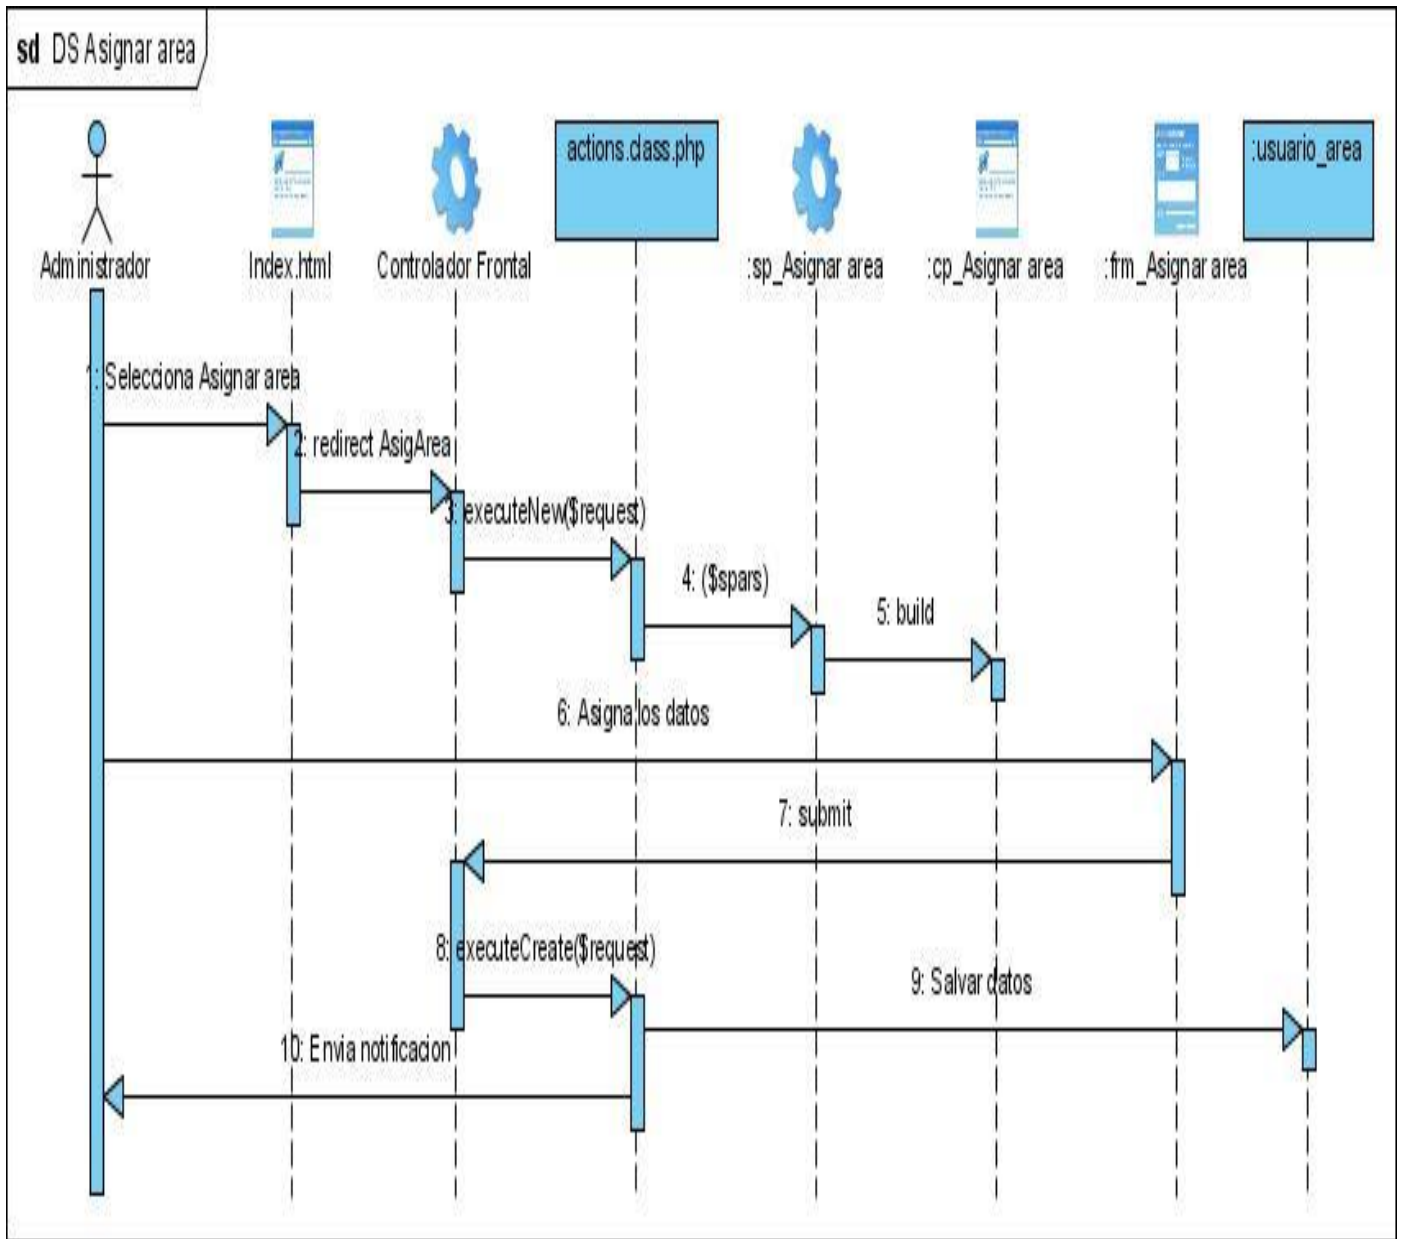 sd DS Asignar area
actions.class.php
:usuario_area
Administrador
Index.html
Controlador Frontal
:sp_Asignar area
:cp_Asignar area
:frm_Asignar area
1: Selecciona Asignar area
2: redirect AsigArea
3: executeNew($request)
4: ($spars)
5: build
6: Asigna los datos
7: submit
8: executeCreate($request)
9: Salvar datos
10: Envia notificacion